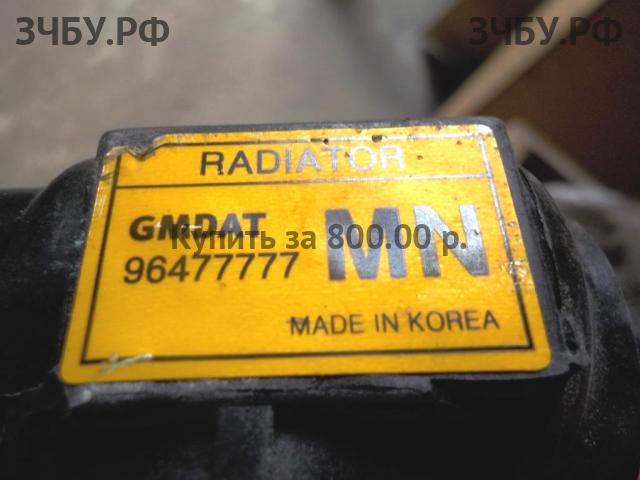 ЗЧБУ.РФ ЗЧБУ.РФ
RADIATOR
GMDAT MN
Купить за 800.00 р.
96477777
MADE IN KOREA